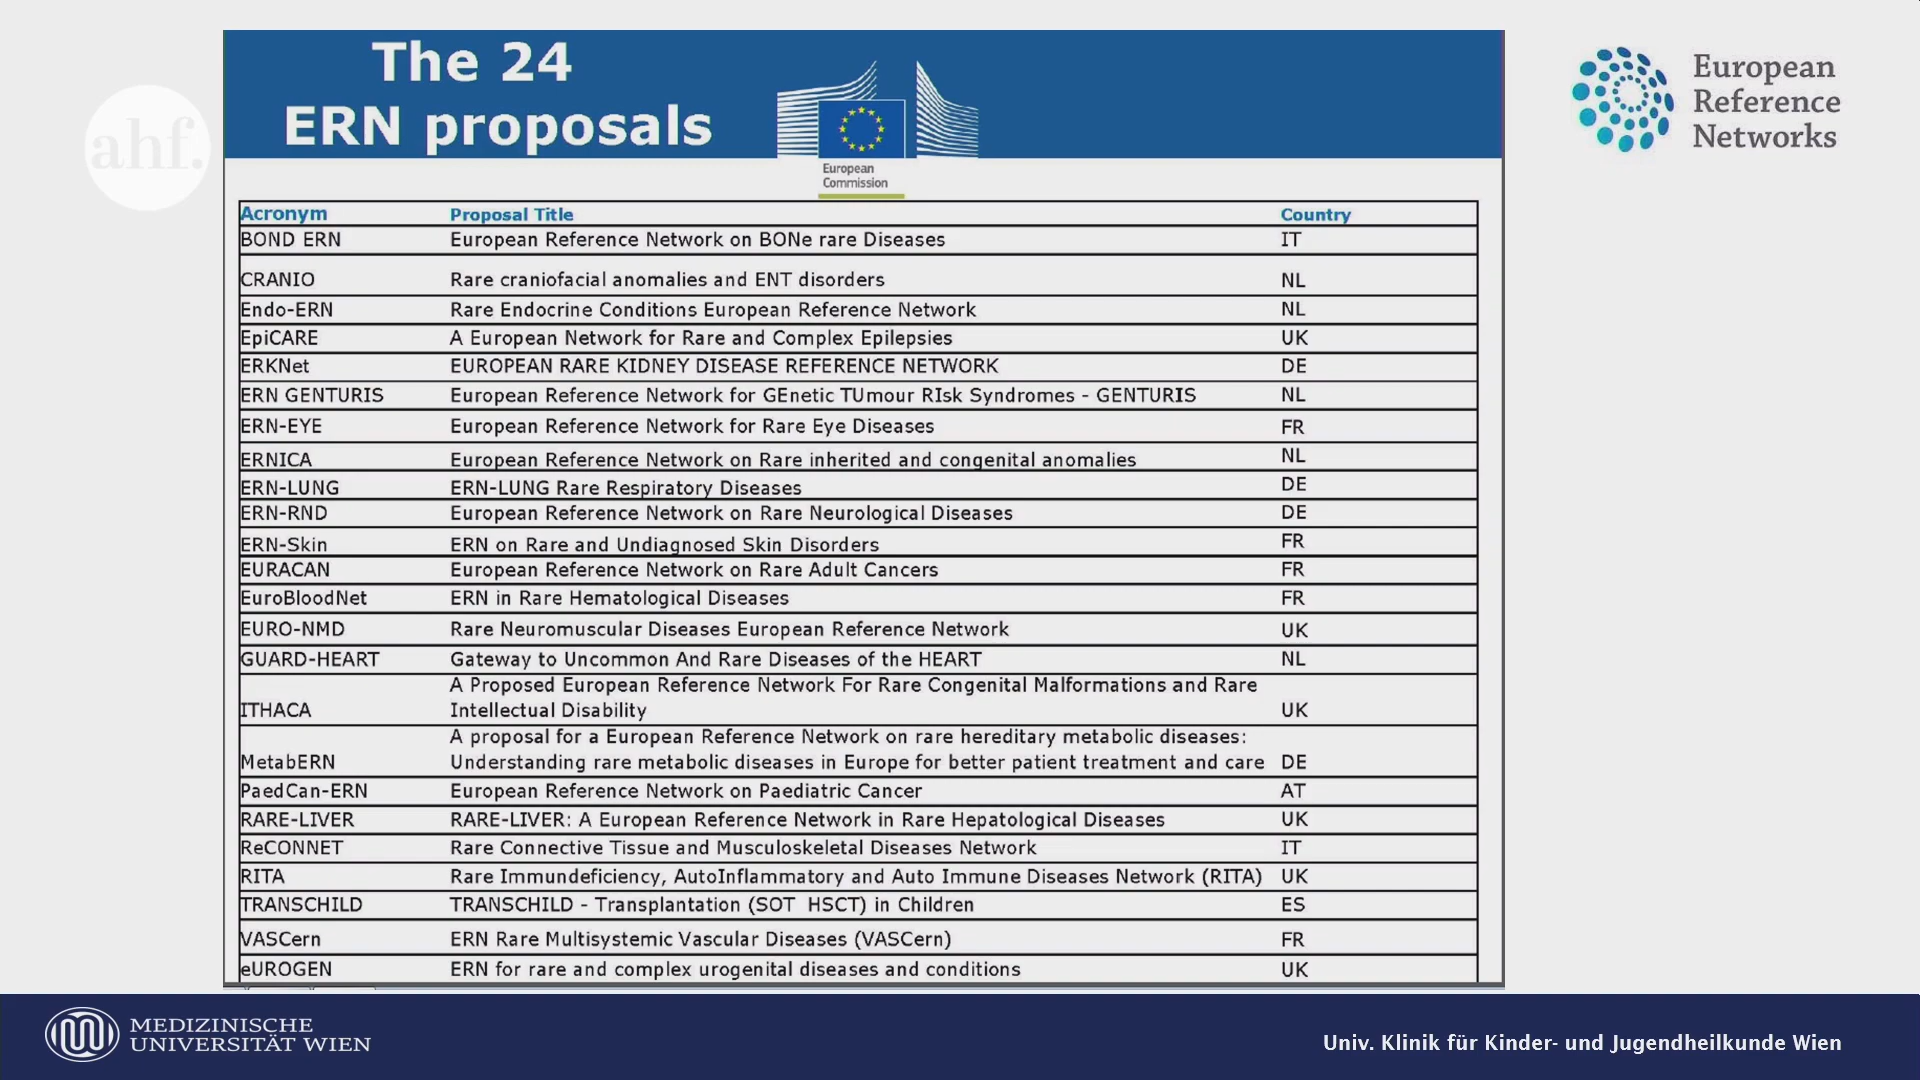 The 24
ERN proposals
ahf.
European
Commission
European
Reference
Networks
Acronym Proposal Title Country
BOND ERN European Reference Network on BONe rare Diseases IT
CRANIO Rare craniofacial anomalies and ENT disorders NL
Endo-ERN Rare Endocrine Conditions European Reference Network NL
EpiCARE A European Network for Rare and Complex Epilepsies UK
ERKNet EUROPEAN RARE KIDNEY DISEASE REFERENCE NETWORK DE
ERN GENTURIS European Reference Network for GEnetic TUmour RIsk Syndromes - GENTURIS NL
ERN-EYE European Reference Network for Rare Eye Diseases FR
ERNICA European Reference Network on Rare inherited and congenital anomalies NL
ERN-LUNG ERN-LUNG Rare Respiratory Diseases DE
ERN-RND European Reference Network on Rare Neurological Diseases DE
ERN-Skin ERN on Rare and Undiagnosed Skin Disorders FR
EURACAN European Reference Network on Rare Adult Cancers FR
EuroBloodNet ERN in Rare Hematological Diseases FR
EURO-NMD Rare Neuromuscular Diseases European Reference Network UK
GUARD-HEART Gateway to Uncommon And Rare Diseases of the HEART NL
A Proposed European Reference Network For Rare Congenital Malformations and Rare
ITHACA Intellectual Disability UK
A proposal for a European Reference Network on rare hereditary metabolic diseases:
MetabERN Understanding rare metabolic diseases in Europe for better patient treatment and care DE
PaedCan-ERN European Reference Network on Paediatric Cancer AT
RARE-LIVER RARE-LIVER: A European Reference Network in Rare Hepatological Diseases UK
ReCONNET Rare Connective Tissue and Musculoskeletal Diseases Network IT
RITA Rare Immundeficiency, AutoInflammatory and Auto Immune Diseases Network (RITA) UK
TRANSCHILD TRANSCHILD - Transplantation (SOT HSCT) in Children ES
VASCern ERN Rare Multisystemic Vascular Diseases (VASCern) FR
eUROGEN ERN for rare and complex urogenital diseases and conditions UK
MEDIZINISCHE
UNIVERSITÄT WIEN
Univ. Klinik für Kinder- und Jugendheilkunde Wien